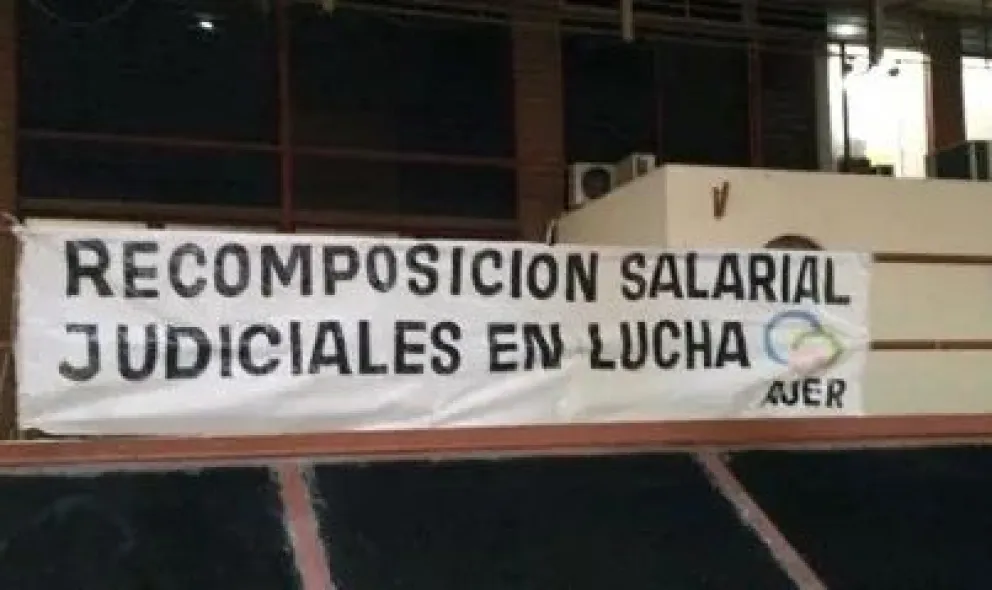 RECOMPOSICION SALARIAL
JUDICIALES EN LUCHA
AJER